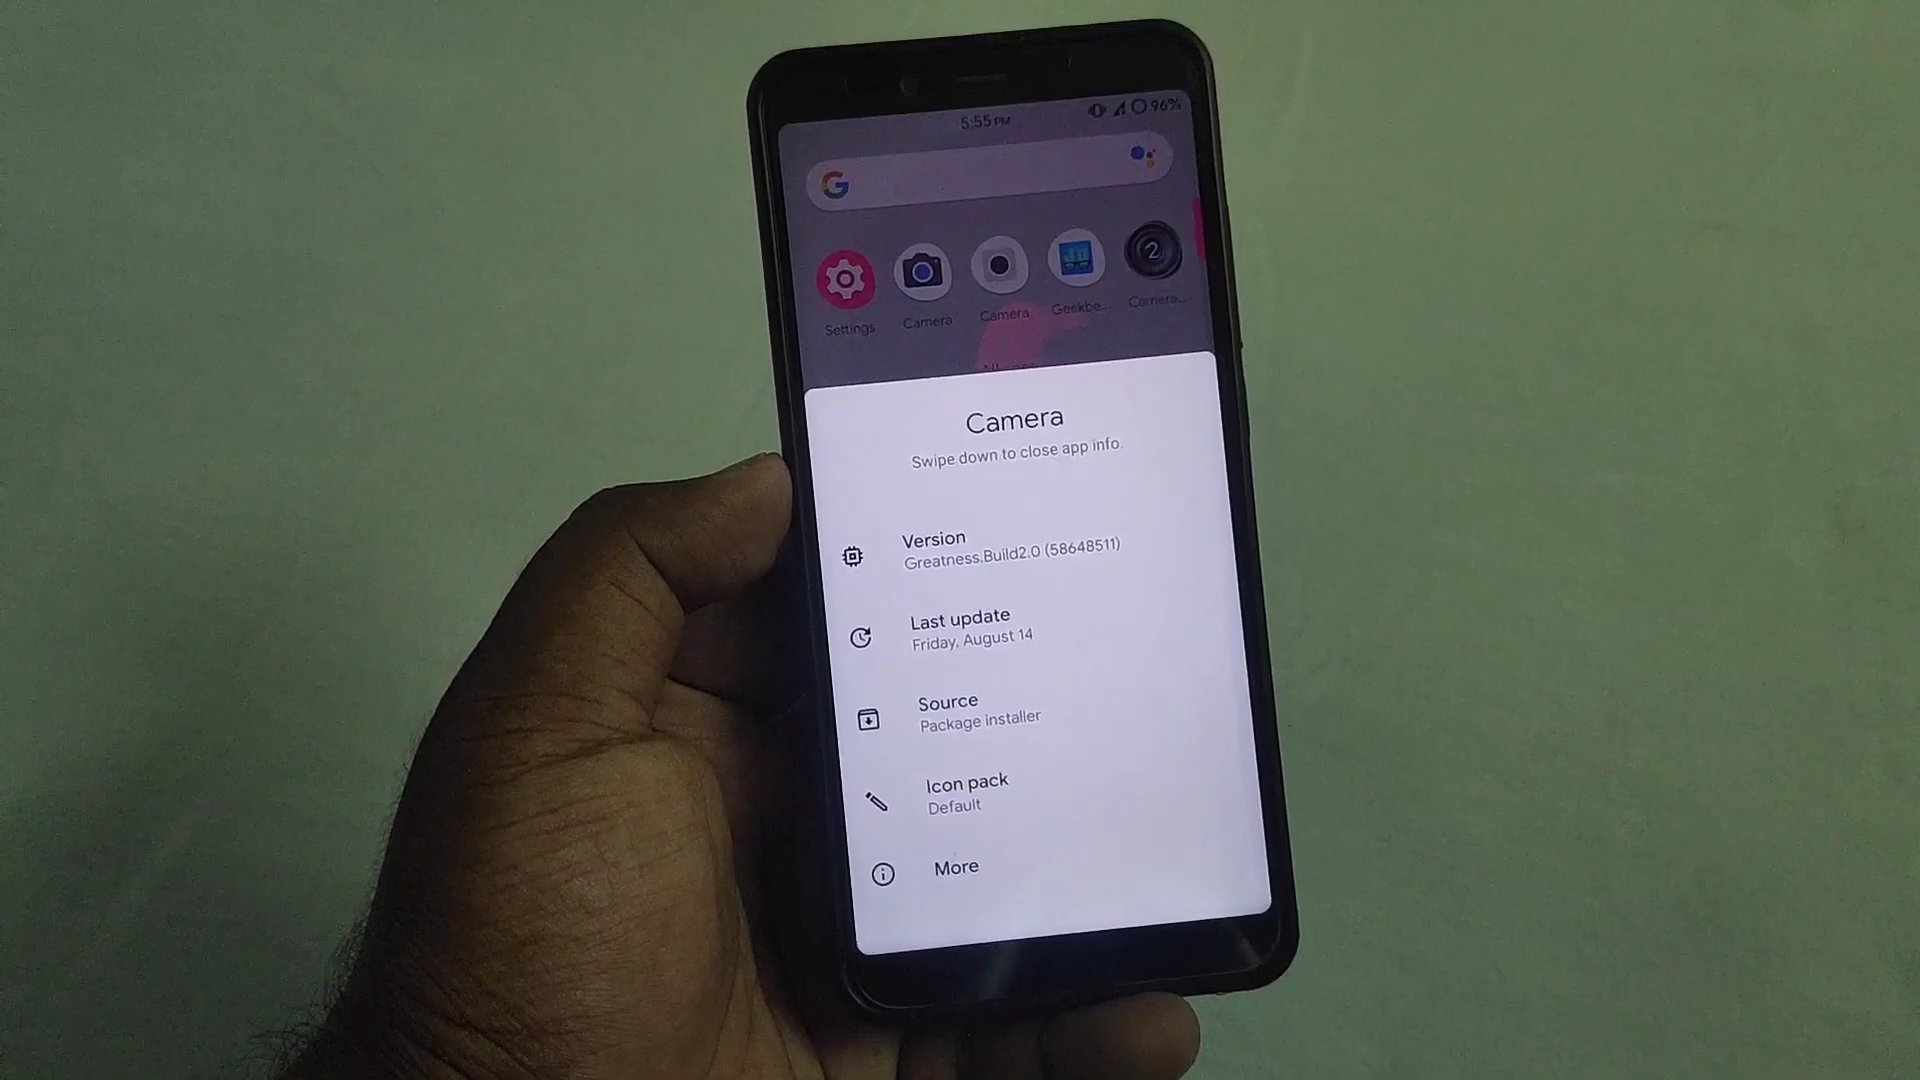 5:55 PM
96%
G
2
Settings
Camera
Camera
Geekbe..
Camera...
Camera
Swipe down to close app info.
Version
Greatness.Build2.0 (58648511)
Last update
Friday, August 14
Source
Package installer
Icon pack
Default
More